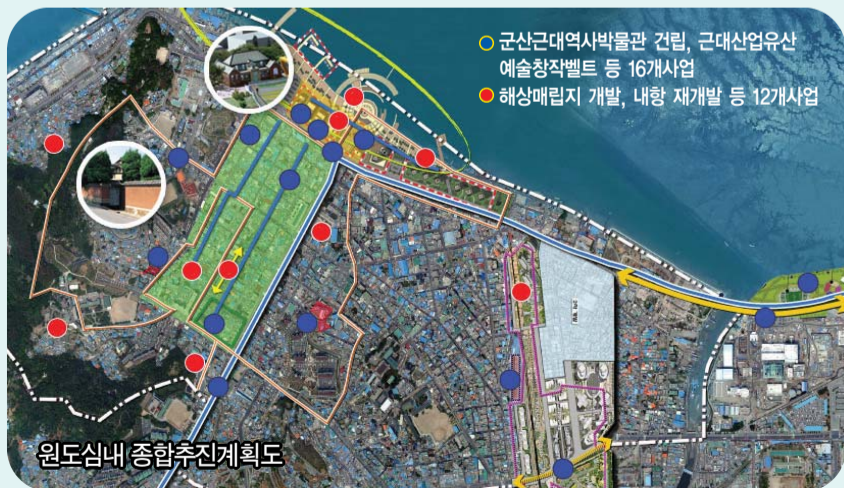 군산근대역사박물관 건립, 근대산업유산
예술창작벨트 등 16개사업
해상매립지 개발, 내항 재개발 등 12개사업
원도심내 종합추진계획도